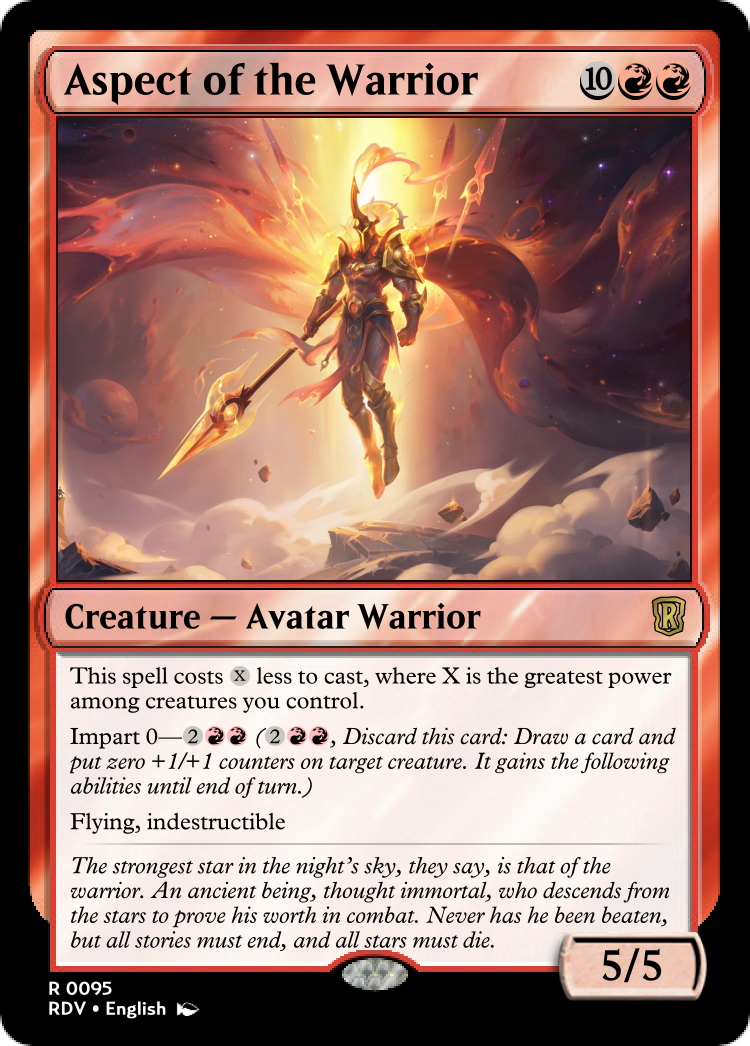 Aspect of the Warrior 10
Creature — Avatar Warrior R
This spell costs X less to cast, where X is the greatest power
among creatures you control.
Impart 0—2 (2, Discard this card: Draw a card and
put zero +1/+1 counters on target creature. It gains the following
abilities until end of turn.)
Flying, indestructible
The strongest star in the night's sky, they say, is that of the
warrior. An ancient being, thought immortal, who descends from
the stars to prove his worth in combat. Never has he been beaten,
but all stories must end, and all stars must die.
5/5
R 0095
RDV • English